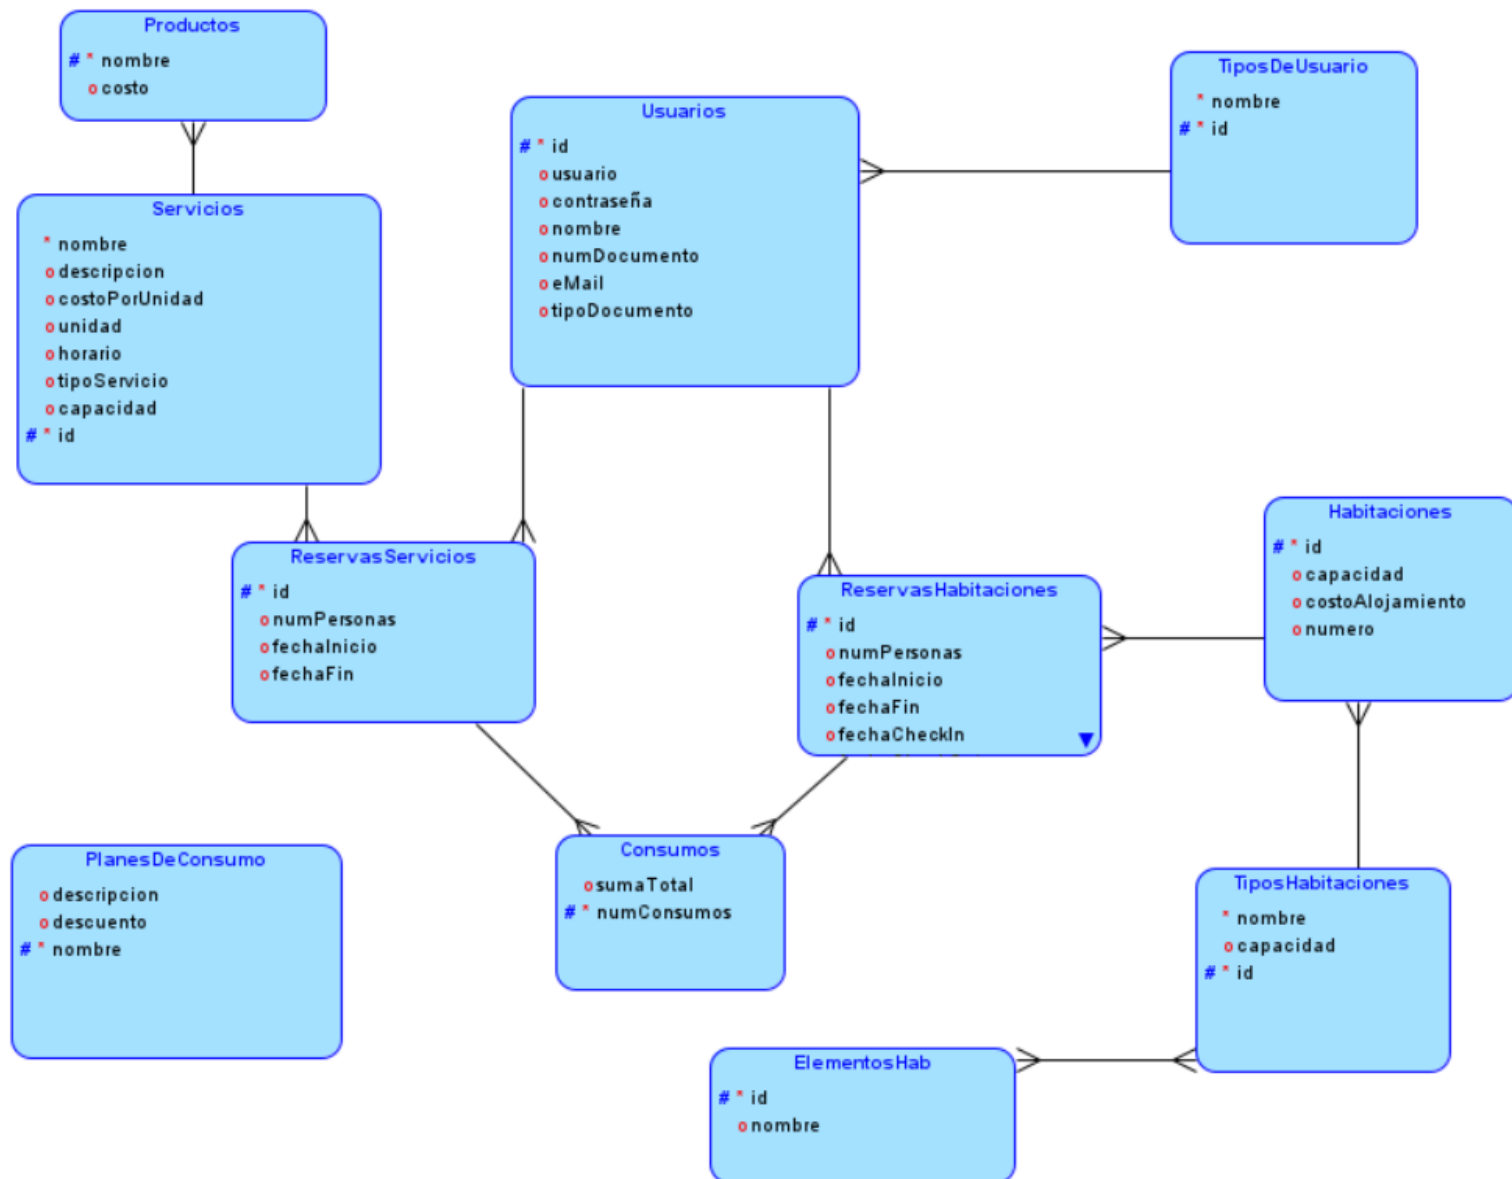 Productos
# * nombre
o costo
Servicios
* nombre
o descripcion
o costoPorUnidad
o unidad
o horario
o tipoServicio
o capacidad
# * id
Usuarios
# * id
o usuario
o contraseña
o nombre
o numDocumento
o eMail
o tipoDocumento
TiposDeUsuario
* nombre
# * id
ReservasServicios
# * id
o numPersonas
o fechaInicio
o fechaFin
ReservasHabitaciones
# * id
o numPersonas
o fechaInicio
o fechaFin
o fechaCheckIn
Habitaciones
# * id
o capacidad
o costoAlojamiento
o numero
PlanesDeConsumo
o descripcion
o descuento
# * nombre
Consumos
o sumaTotal
# * numConsumos
TiposHabitaciones
* nombre
o capacidad
# * id
ElementosHab
# * id
o nombre